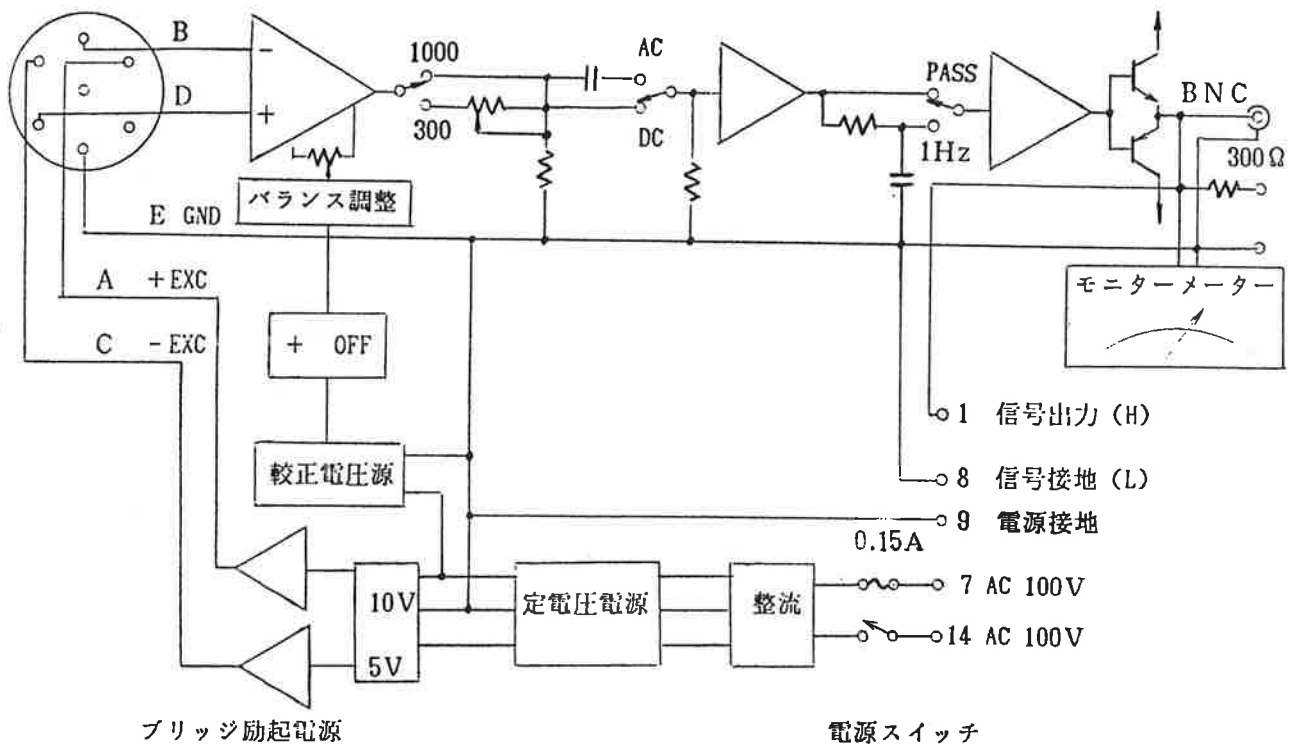 B
1000
AC
PASS
BNC
−
D
+
300
DC
1Hz
300Ω
バランス調整
E GND
モニターメーター
A +EXC
C -EXC
+ OFF
1 信号出力 (H)
較正電圧源
8 信号接地 (L)
9 電源接地
0.15A
10V
定電圧電源
整流
7 AC 100V
14 AC 100V
5V
ブリッジ励起電源
電源スイッチ